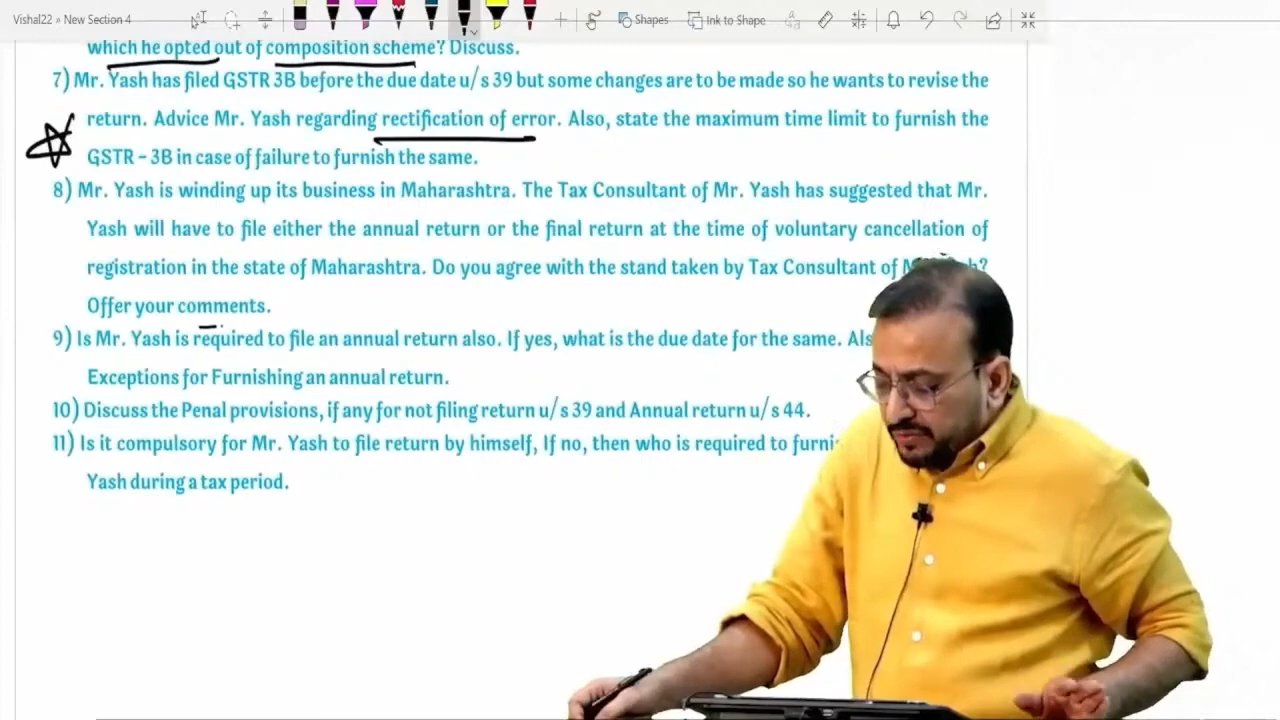 Vishal22 » New Section 4
Shapes
Ink to Shape
which he opted out of composition scheme? Discuss.
7) Mr. Yash has filed GSTR 3B before the due date u/s 39 but some changes are to be made so he wants to revise the
return. Advice Mr. Yash regarding rectification of error. Also, state the maximum time limit to furnish the
GSTR - 3B in case of failure to furnish the same.
8) Mr. Yash is winding up its business in Maharashtra. The Tax Consultant of Mr. Yash has suggested that Mr.
Yash will have to file either the annual return or the final return at the time of voluntary cancellation of
registration in the state of Maharashtra. Do you agree with the stand taken by Tax Consultant of
Offer your comments.
9) Is Mr. Yash is required to file an annual return also. If yes, what is the due date for the same.
Exceptions for Furnishing an annual return.
10) Discuss the Penal provisions, if any for not filing return u/s 39 and Annual return u/s 44.
11) Is it compulsory for Mr. Yash to file return by himself, If no, then who is required to
Yash during a tax period.